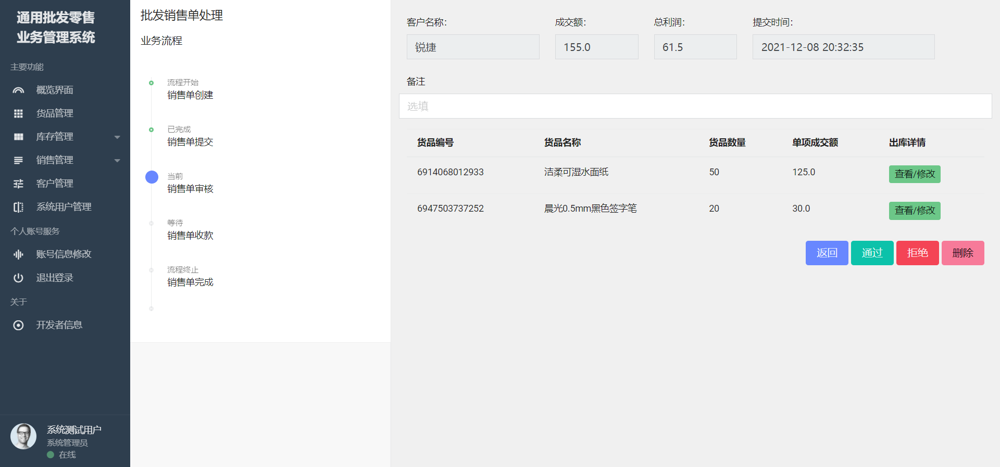 通用批发零售
业务管理系统
主要功能
概览界面
货品管理
库存管理
销售管理
客户管理
系统用户管理
个人账号服务
账号信息修改
退出登录
关于
开发者信息
系统测试用户
系统管理员
在线
批发销售单处理
业务流程
流程开始
销售单创建
已完成
销售单提交
当前
销售单审核
等待
销售单收款
流程终止
销售单完成
客户名称: 成交额: 总利润: 提交时间:
锐捷 155.0 61.5 2021-12-08 20:32:35
备注
选填
货品编号 货品名称 货品数量 单项成交额 出库详情
6914068012933 洁柔可湿水面纸 50 125.0 查看/修改
6947503737252 晨光0.5mm黑色签字笔 20 30.0 查看/修改
返回 通过 拒绝 删除